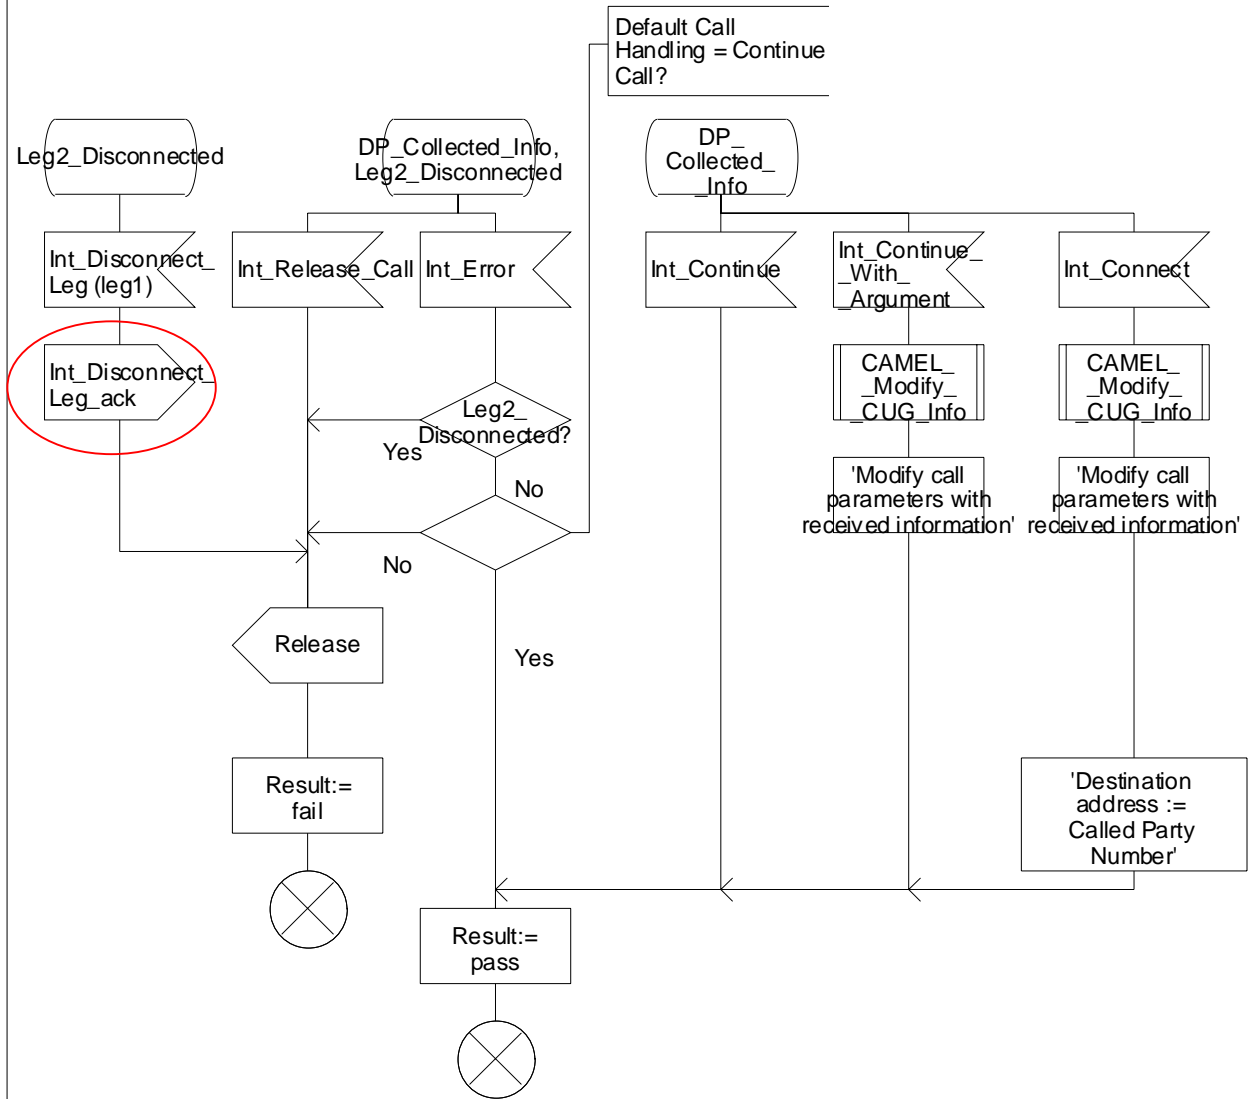 Default Call
Handling = Continue
Call?
Leg2_Disconnected
DP_Collected_Info,
Leg2_Disconnected
DP_
Collected_
_Info
Int_Disconnect_
Leg (leg1)
Int_Release_Call
Int_Error
Int_Continue
Int_Continue_
_With_
_Argument
Int_Connect
Int_Disconnect_
Leg_ack
CAMEL_
_Modify_
_CUG_Info
CAMEL_
_Modify_
_CUG_Info
Leg2_
Disconnected?
Yes
No
'Modify call
parameters with
received information'
'Modify call
parameters with
received information'
No
Yes
Release
Result:=
fail
'Destination
address :=
Called Party
Number'
Result:=
pass